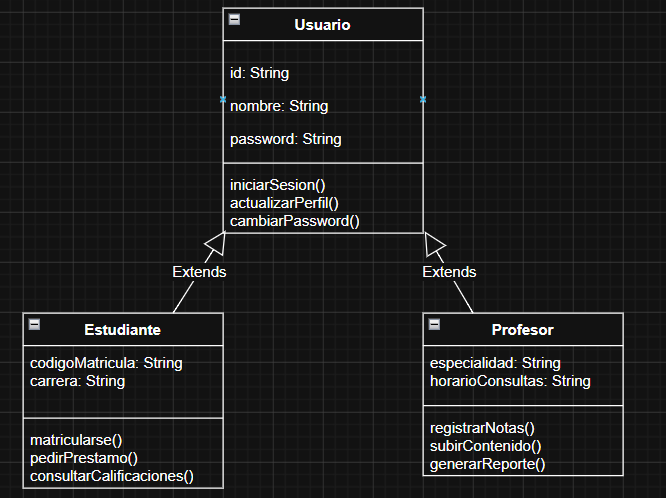 Usuario
id: String
nombre: String
password: String
iniciarSesion()
actualizarPerfil()
cambiarPassword()
Extends
Extends
Estudiante
codigoMatricula: String
carrera: String
matricularse()
pedirPrestamo()
consultarCalificaciones()
Profesor
especialidad: String
horarioConsultas: String
registrarNotas()
subirContenido()
generarReporte()